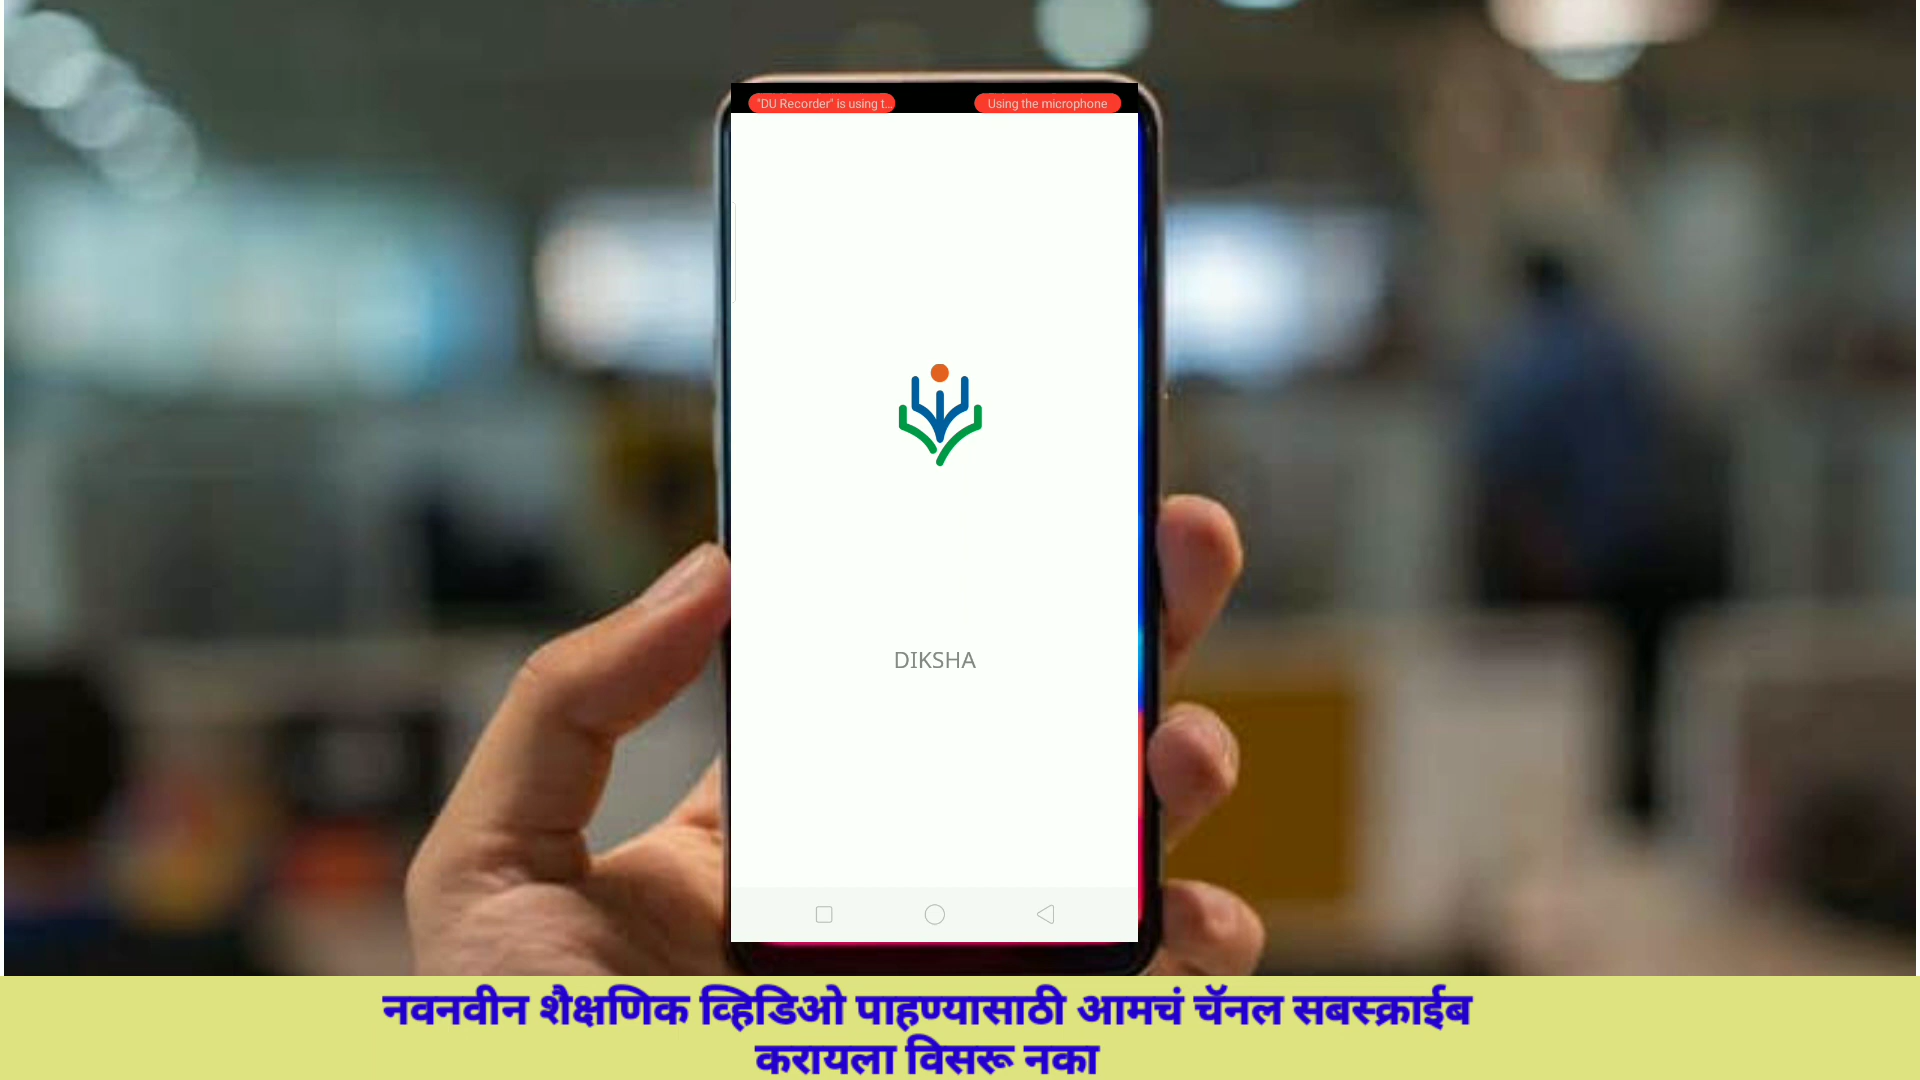 "DU Recorder" is using t... Using the microphone
DIKSHA
नवनवीन शैक्षणिक व्हिडिओ पाहण्यासाठी आमचं चॅनल सबस्क्राईब
करायला विसरू नका